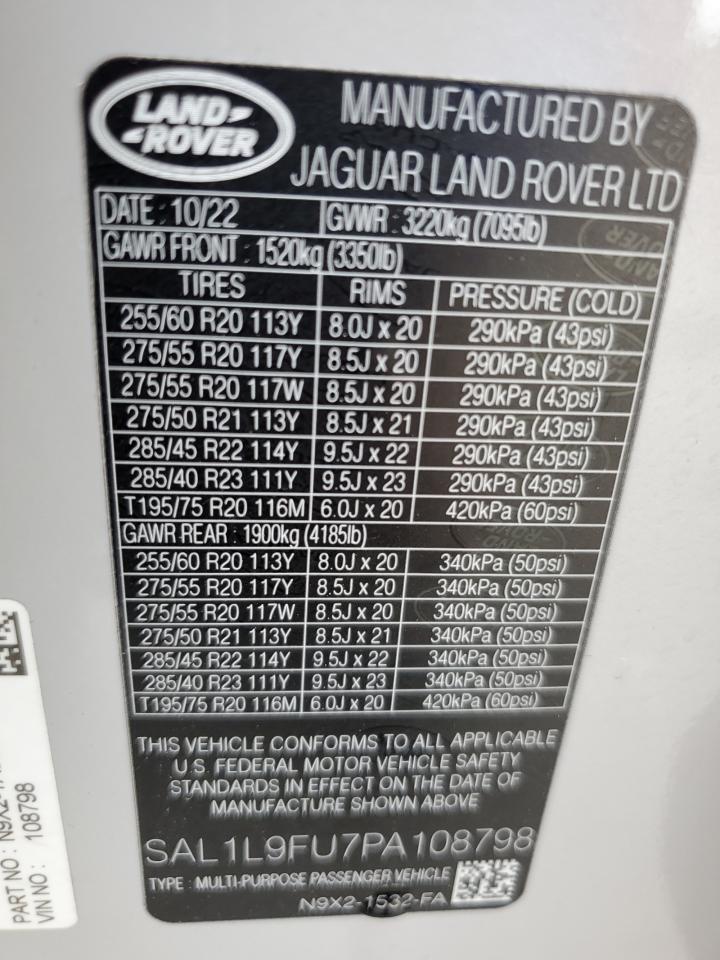 LAND ROVER
MANUFACTURED BY
JAGUAR LAND ROVER LTD
DATE : 10/22 GVWR : 3220kg (7095lb)
GAWR FRONT : 1520kg (3350lb)
TIRES RIMS PRESSURE (COLD)
255/60 R20 113Y 8.0J x 20 290kPa (43psi)
275/55 R20 117Y 8.5J x 20 290kPa (43psi)
275/55 R20 117W 8.5J x 20 290kPa (43psi)
275/50 R21 113Y 8.5J x 21 290kPa (43psi)
285/45 R22 114Y 9.5J x 22 290kPa (43psi)
285/40 R23 111Y 9.5J x 23 290kPa (43psi)
T195/75 R20 116M 6.0J x 20 420kPa (60psi)
GAWR REAR : 1900kg (4185lb)
255/60 R20 113Y 8.0J x 20 340kPa (50psi)
275/55 R20 117Y 8.5J x 20 340kPa (50psi)
275/55 R20 117W 8.5J x 20 340kPa (50psi)
275/50 R21 113Y 8.5J x 21 340kPa (50psi)
285/45 R22 114Y 9.5J x 22 340kPa (50psi)
285/40 R23 111Y 9.5J x 23 340kPa (50psi)
T195/75 R20 116M 6.0J x 20 420kPa (60psi)
THIS VEHICLE CONFORMS TO ALL APPLICABLE
U.S. FEDERAL MOTOR VEHICLE SAFETY
STANDARDS IN EFFECT ON THE DATE OF
MANUFACTURE SHOWN ABOVE
SAL1L9FU7PA108798
TYPE : MULTI-PURPOSE PASSENGER VEHICLE
N9X2-1532-FA
PART NO : N9X2-
VIN NO : 108798